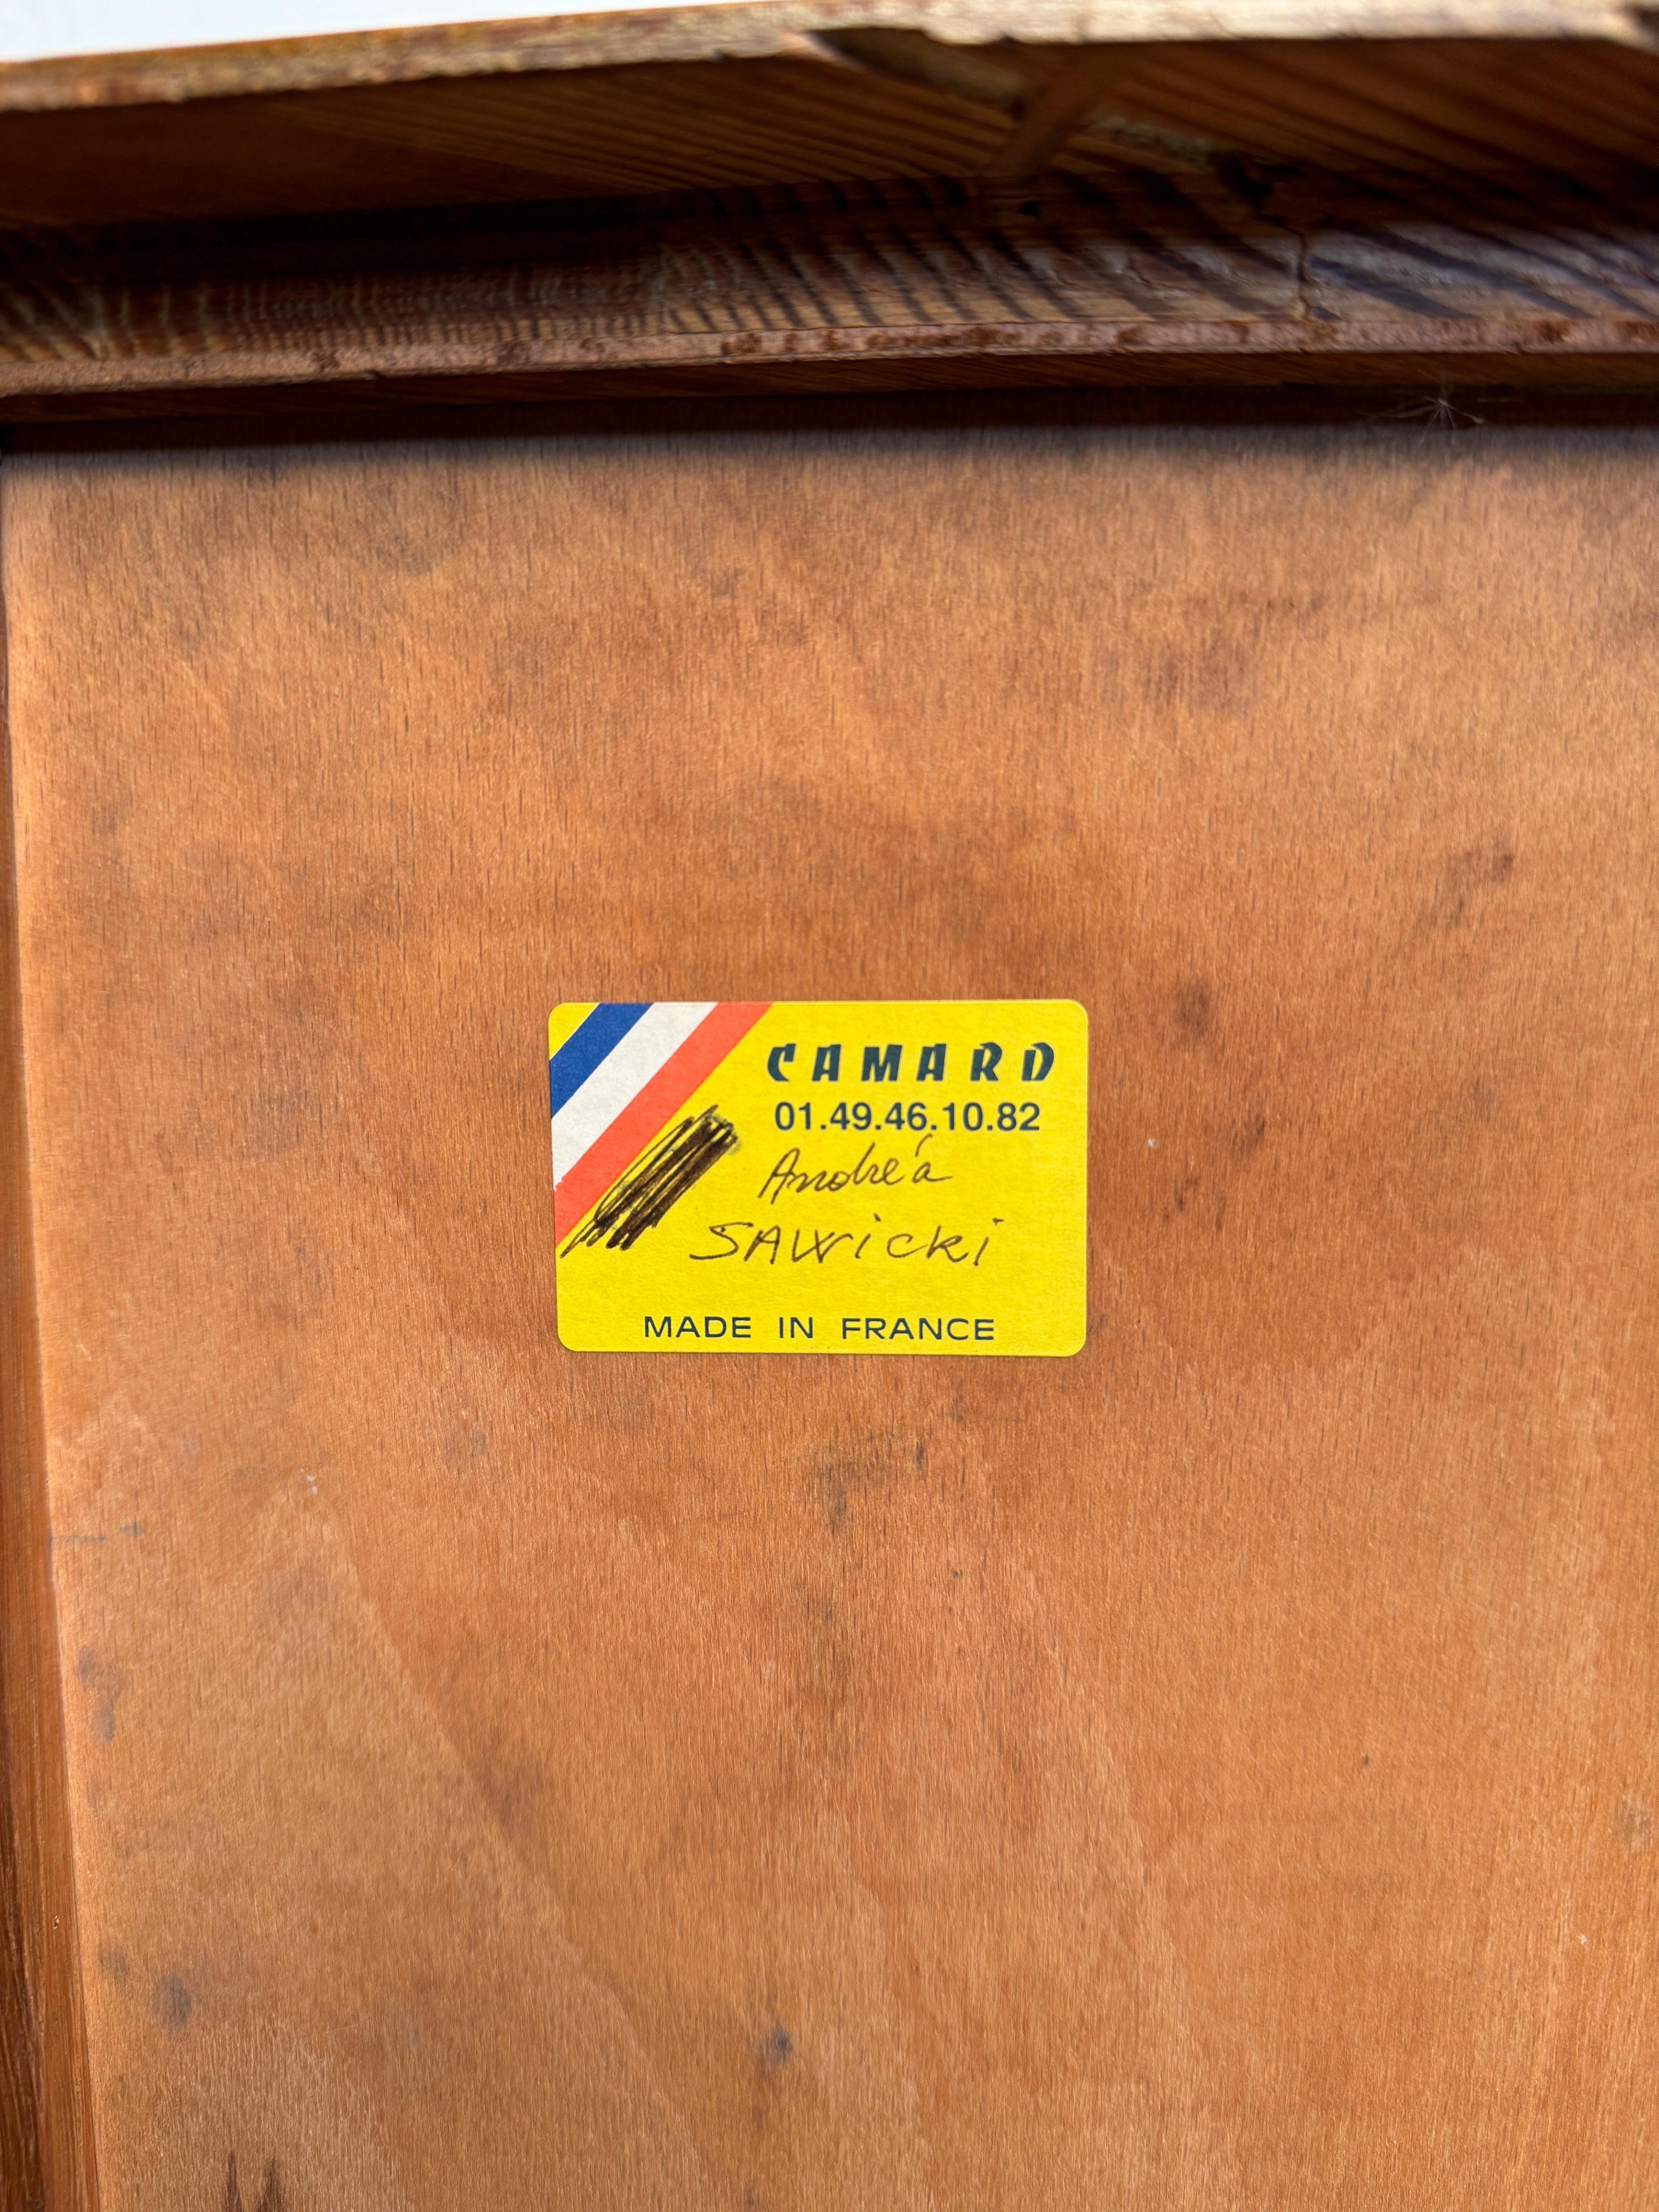 CAMARD
01.49.46.10.82
Andréa
SAWicki
MADE IN FRANCE